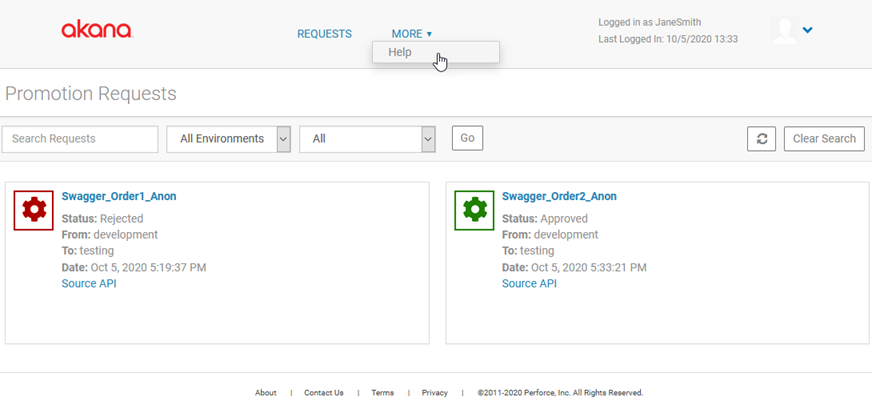 akana
REQUESTS
MORE
Logged in as JaneSmith
Last Logged In: 10/5/2020 13:33
Help
Promotion Requests
Search Requests
All Environments
All
Go
Clear Search
Swagger_Order1_Anon
Status: Rejected
From: development
To: testing
Date: Oct 5, 2020 5:19:37 PM
Source API
Swagger_Order2_Anon
Status: Approved
From: development
To: testing
Date: Oct 5, 2020 5:33:21 PM
Source API
About | Contact Us | Terms | Privacy | ©2011-2020 Perforce, Inc. All Rights Reserved.